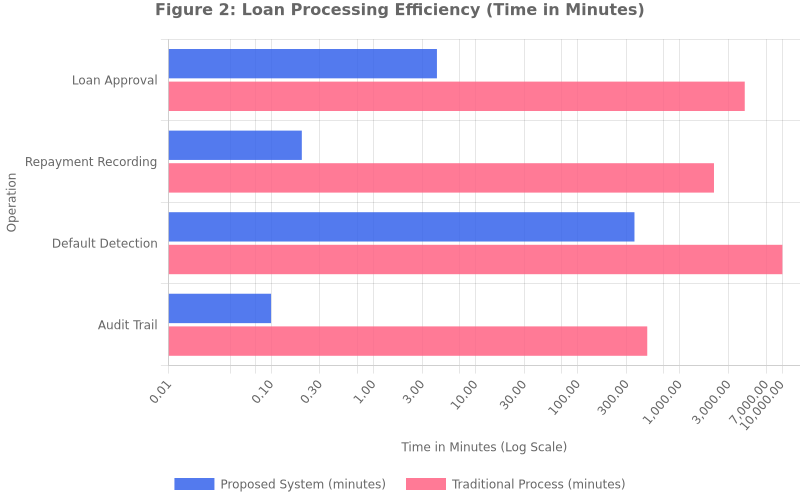 Figure 2: Loan Processing Efficiency (Time in Minutes)
Operation
Loan Approval
Repayment Recording
Default Detection
Audit Trail
0.01
0.10
0.30
1.00
3.00
10.00
30.00
100.00
300.00
1,000.00
3,000.00
7,000.00
10,000.00
Time in Minutes (Log Scale)
Proposed System (minutes)
Traditional Process (minutes)